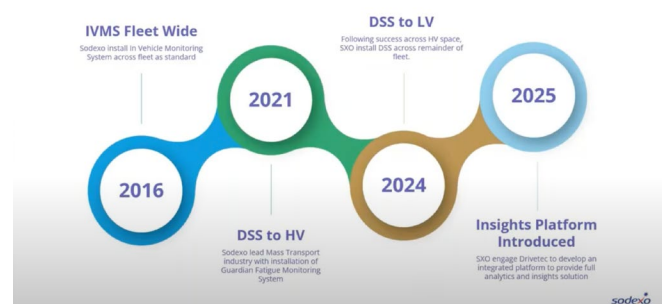 IVMS Fleet Wide
Sodexo install in Vehicle Monitoring
System across fleet as standard
2016
2021
DSS to HV
Sodexo lead Mass Transport
industry with installation of
Guardian Fatigue Monitoring
System
DSS to LV
Following success across HV space,
SXO install DSS across remainder of
fleet.
2024
2025
Insights Platform
Introduced
SXO engage Drivetec to develop an
integrated platform to provide full
analytics and insights solution
sodexo